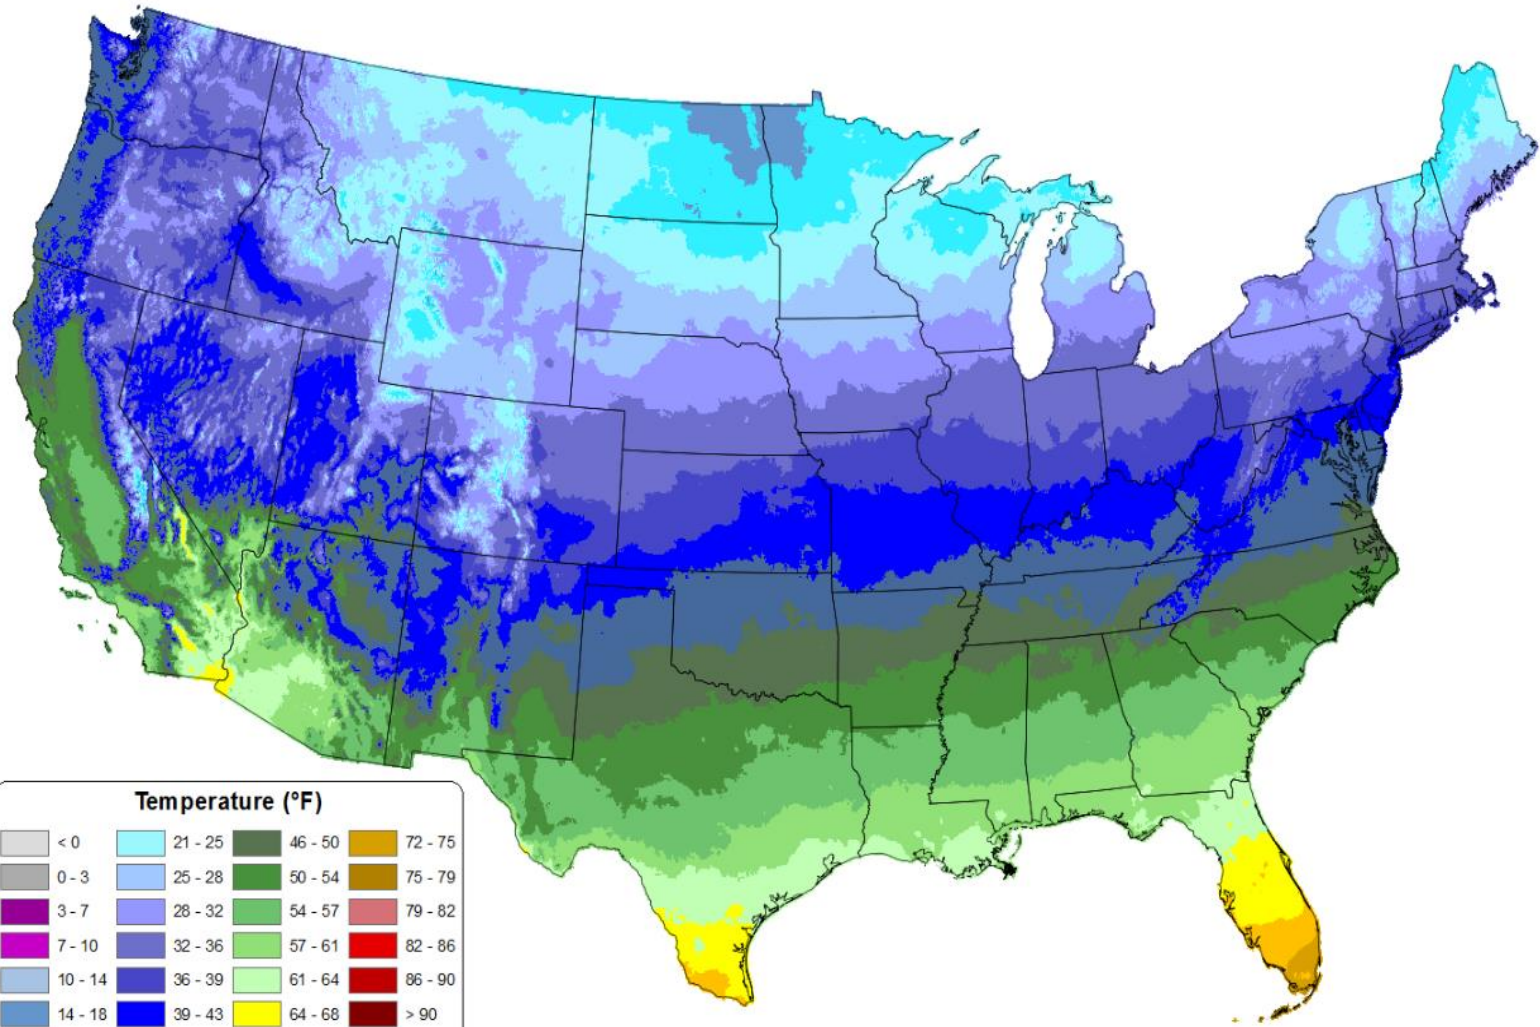 Temperature (°F)
< 0 21 - 25 46 - 50 72 - 75
0 - 3 25 - 28 50 - 54 75 - 79
3 - 7 28 - 32 54 - 57 79 - 82
7 - 10 32 - 36 57 - 61 82 - 86
10 - 14 36 - 39 61 - 64 86 - 90
14 - 18 39 - 43 64 - 68 > 90